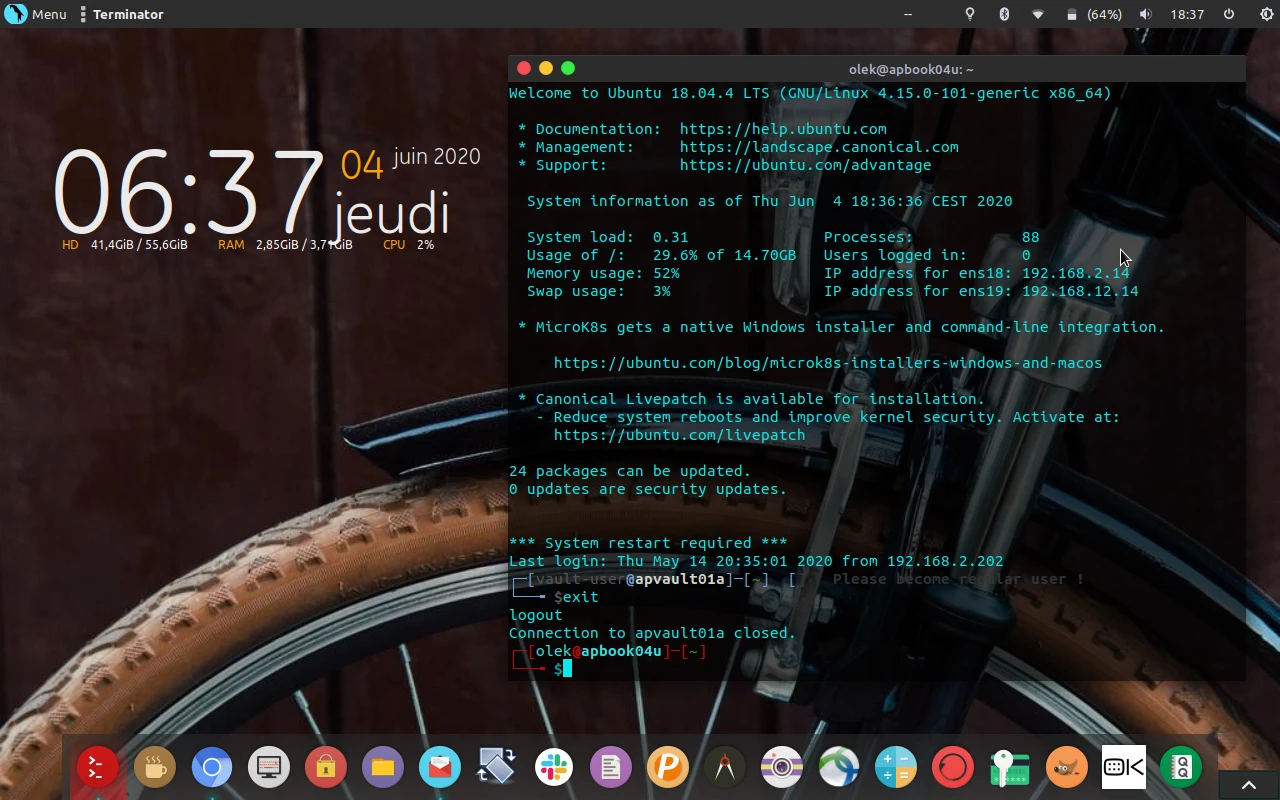 Menu Terminator -- (64%) 18:37
06:37 04 juin 2020
jeudi
HD 41,4GiB / 55,6GiB RAM 2,85GiB / 3,71GiB CPU 2%
olek@apbook04u: ~
Welcome to Ubuntu 18.04.4 LTS (GNU/Linux 4.15.0-101-generic x86_64)
* Documentation: https://help.ubuntu.com
* Management: https://landscape.canonical.com
* Support: https://ubuntu.com/advantage
System information as of Thu Jun 4 18:36:36 CEST 2020
System load: 0.31 Processes: 88
Usage of /: 29.6% of 14.70GB Users logged in: 0
Memory usage: 52% IP address for ens18: 192.168.2.14
Swap usage: 3% IP address for ens19: 192.168.12.14
* MicroK8s gets a native Windows installer and command-line integration.
https://ubuntu.com/blog/microk8s-installers-windows-and-macos
* Canonical Livepatch is available for installation.
- Reduce system reboots and improve kernel security. Activate at:
https://ubuntu.com/livepatch
24 packages can be updated.
0 updates are security updates.
*** System restart required ***
Last login: Thu May 14 20:35:01 2020 from 192.168.2.202
┌─[vault-user@apvault01a]─[~] [ Please become regular user !
└──╼ $exit
logout
Connection to apvault01a closed.
┌─[olek@apbook04u]─[~]
└──╼ $
P OK QQ